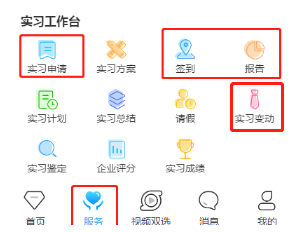 实习工作台
实习申请 实习方案 签到 报告
实习计划 实习总结 请假 实习变动
实习鉴定 企业评分 实习成绩
首页 服务 视频双选 消息 我的